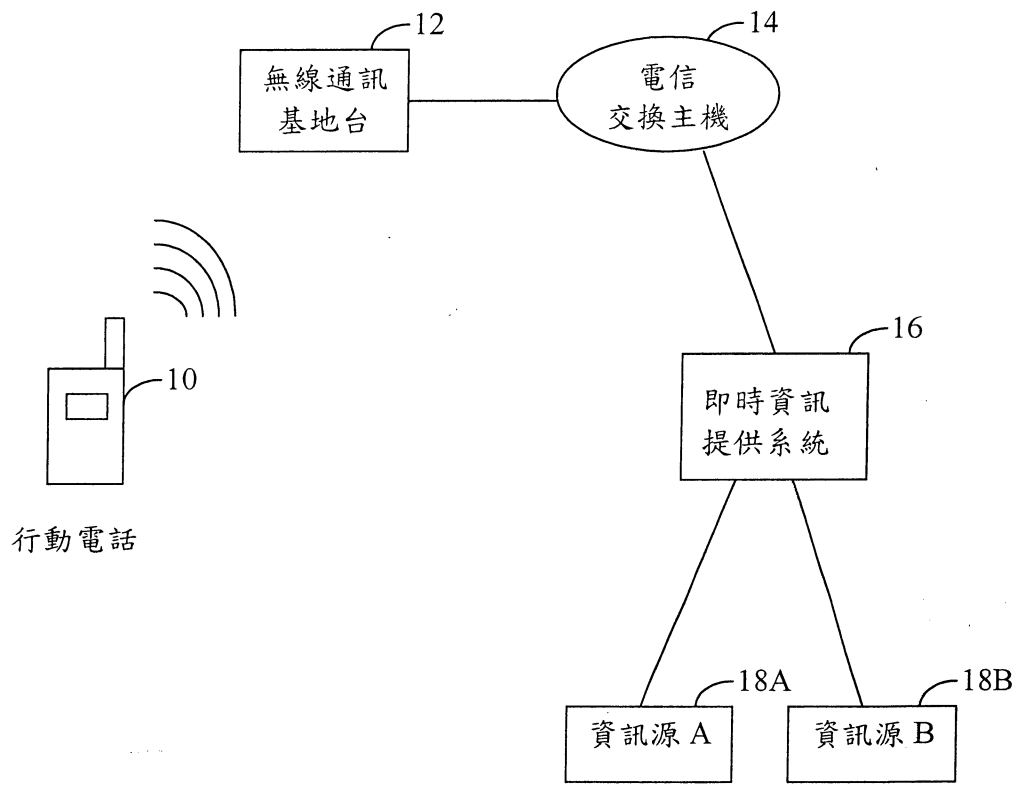 12
無線通訊
基地台
14
電信
交換主機
10
行動電話
16
即時資訊
提供系統
18A
資訊源 A
18B
資訊源 B